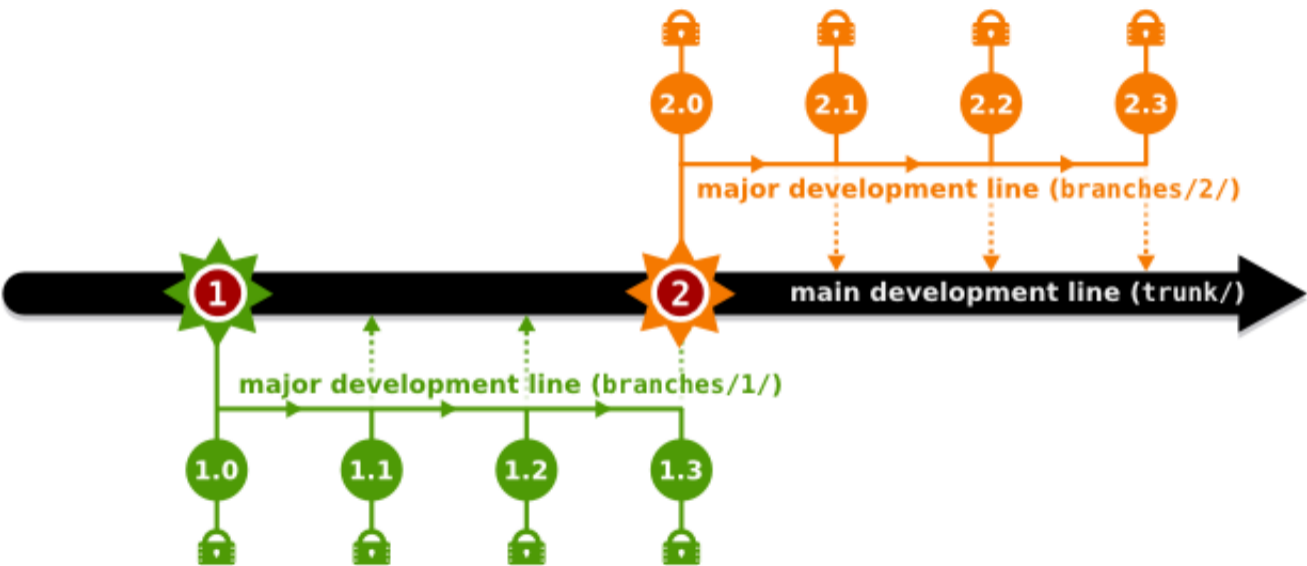 2.0 2.1 2.2 2.3
major development line (branches/2/)
1 2 main development line (trunk/)
major development line (branches/1/)
1.0 1.1 1.2 1.3